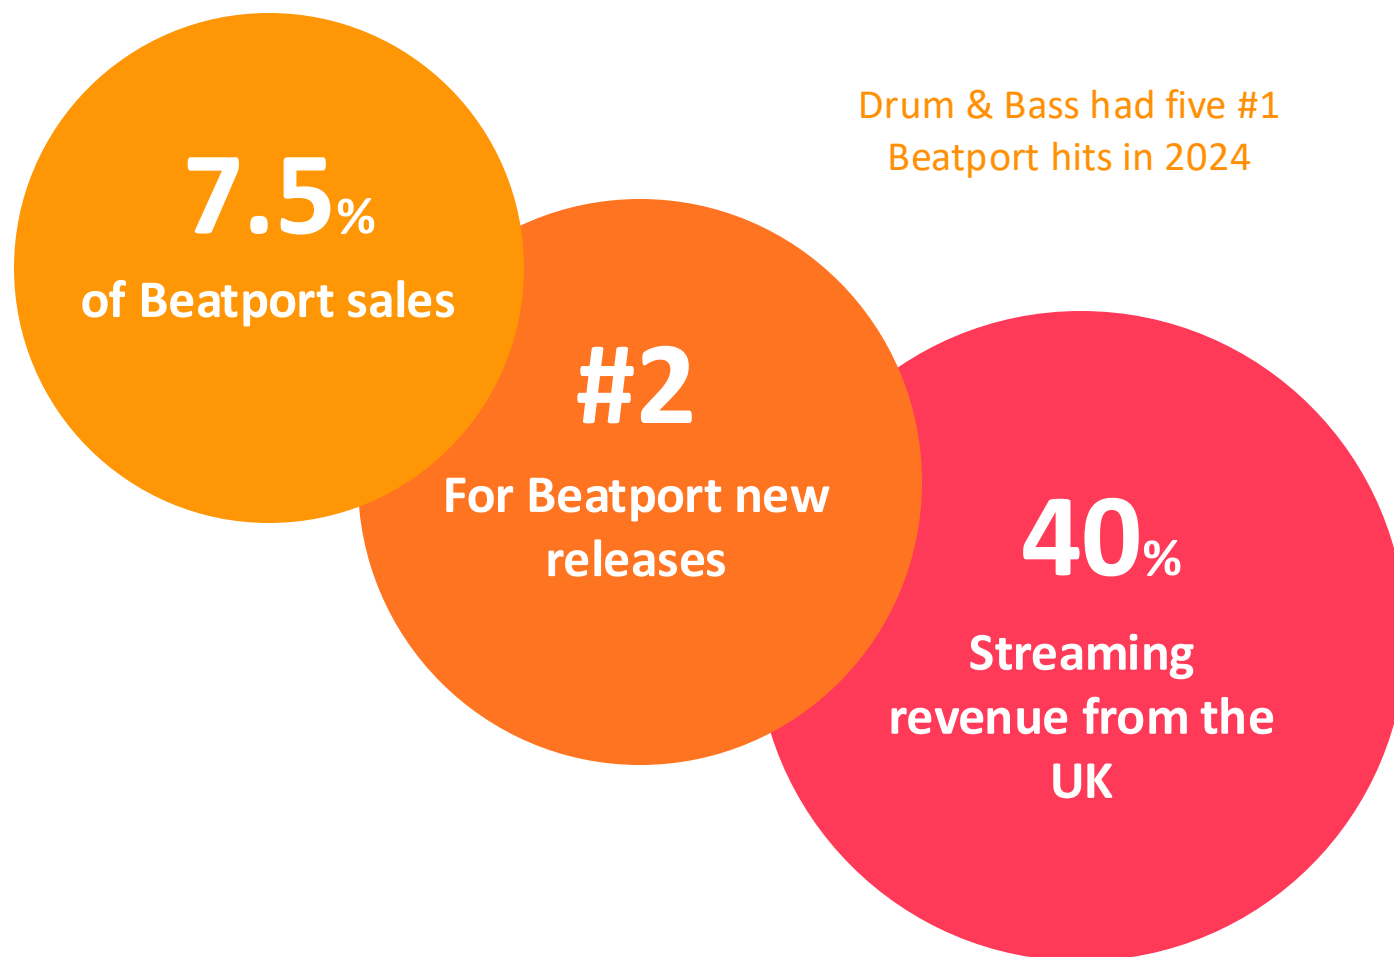 Drum & Bass had five #1
Beatport hits in 2024
7.5%
of Beatport sales
#2
For Beatport new
releases
40%
Streaming
revenue from the
UK